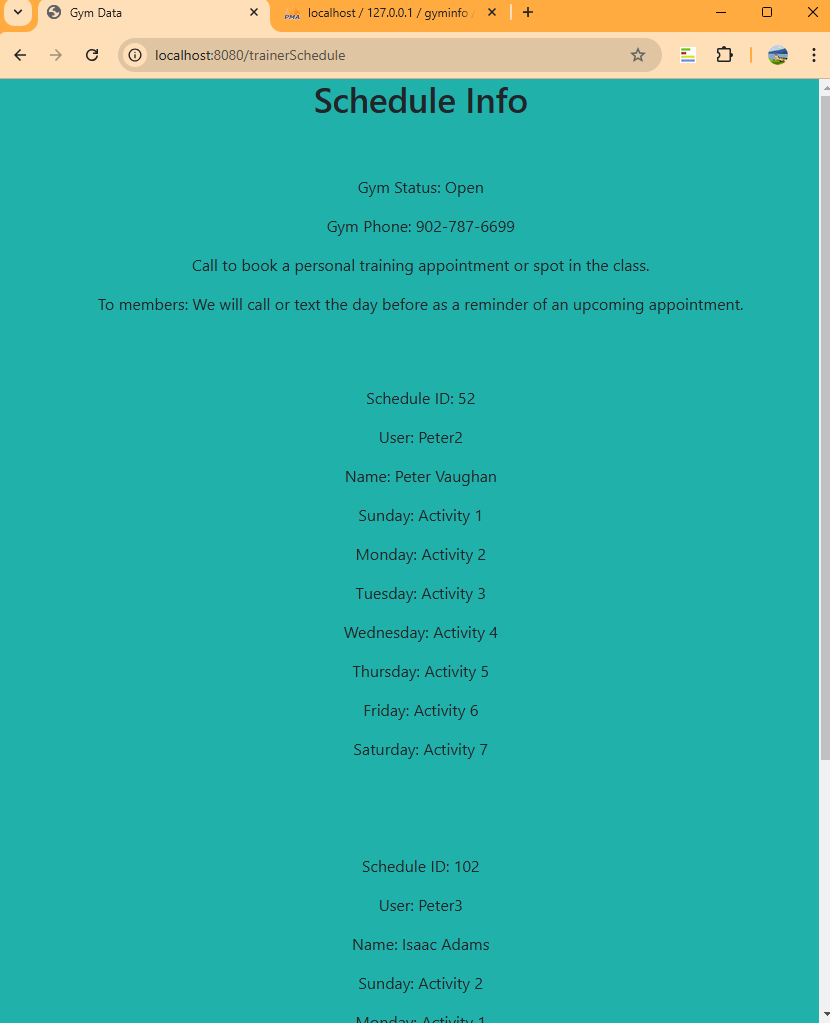 Gym Data
PMA
localhost / 127.0.0.1 / gyminfo /
localhost:8080/trainerSchedule
Schedule Info
Gym Status: Open
Gym Phone: 902-787-6699
Call to book a personal training appointment or spot in the class.
To members: We will call or text the day before as a reminder of an upcoming appointment.
Schedule ID: 52
User: Peter2
Name: Peter Vaughan
Sunday: Activity 1
Monday: Activity 2
Tuesday: Activity 3
Wednesday: Activity 4
Thursday: Activity 5
Friday: Activity 6
Saturday: Activity 7
Schedule ID: 102
User: Peter3
Name: Isaac Adams
Sunday: Activity 2
Monday: Activity 1